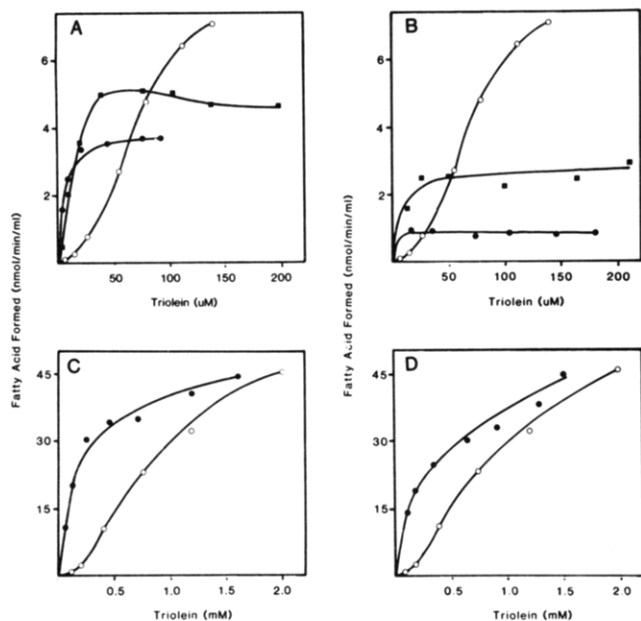 A
B
6
4
2
6
4
2
50 100 150 200
50 100 150 200
Triolein (uM)
Triolein (uM)
Fatty Acid Formed (nmol/min/ml)
Fatty Acid Formed (nmol/min/ml)
C
D
45
30
15
45
30
15
0.5 1.0 1.5 2.0
0.5 1.0 1.5 2.0
Triolein (mM)
Triolein (mM)